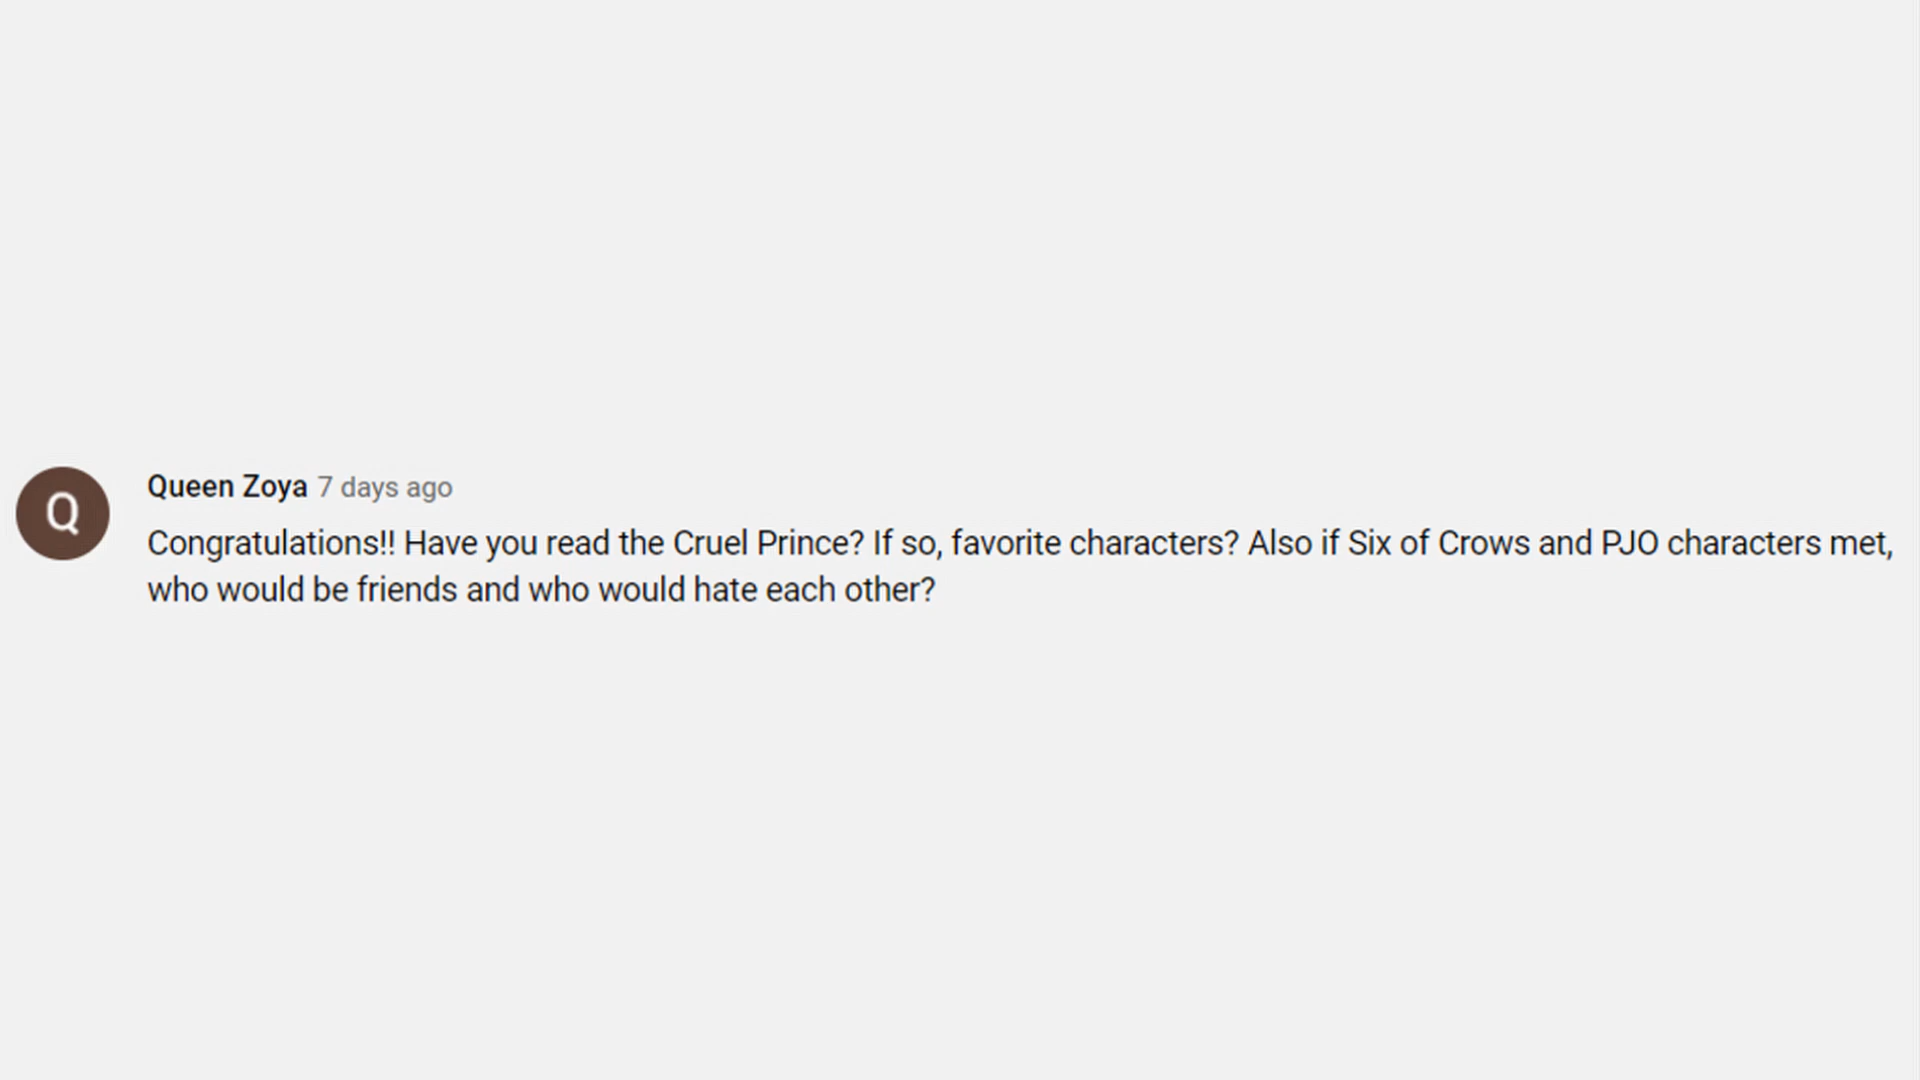 Q
Queen Zoya 7 days ago
Congratulations!! Have you read the Cruel Prince? If so, favorite characters? Also if Six of Crows and PJO characters met,
who would be friends and who would hate each other?